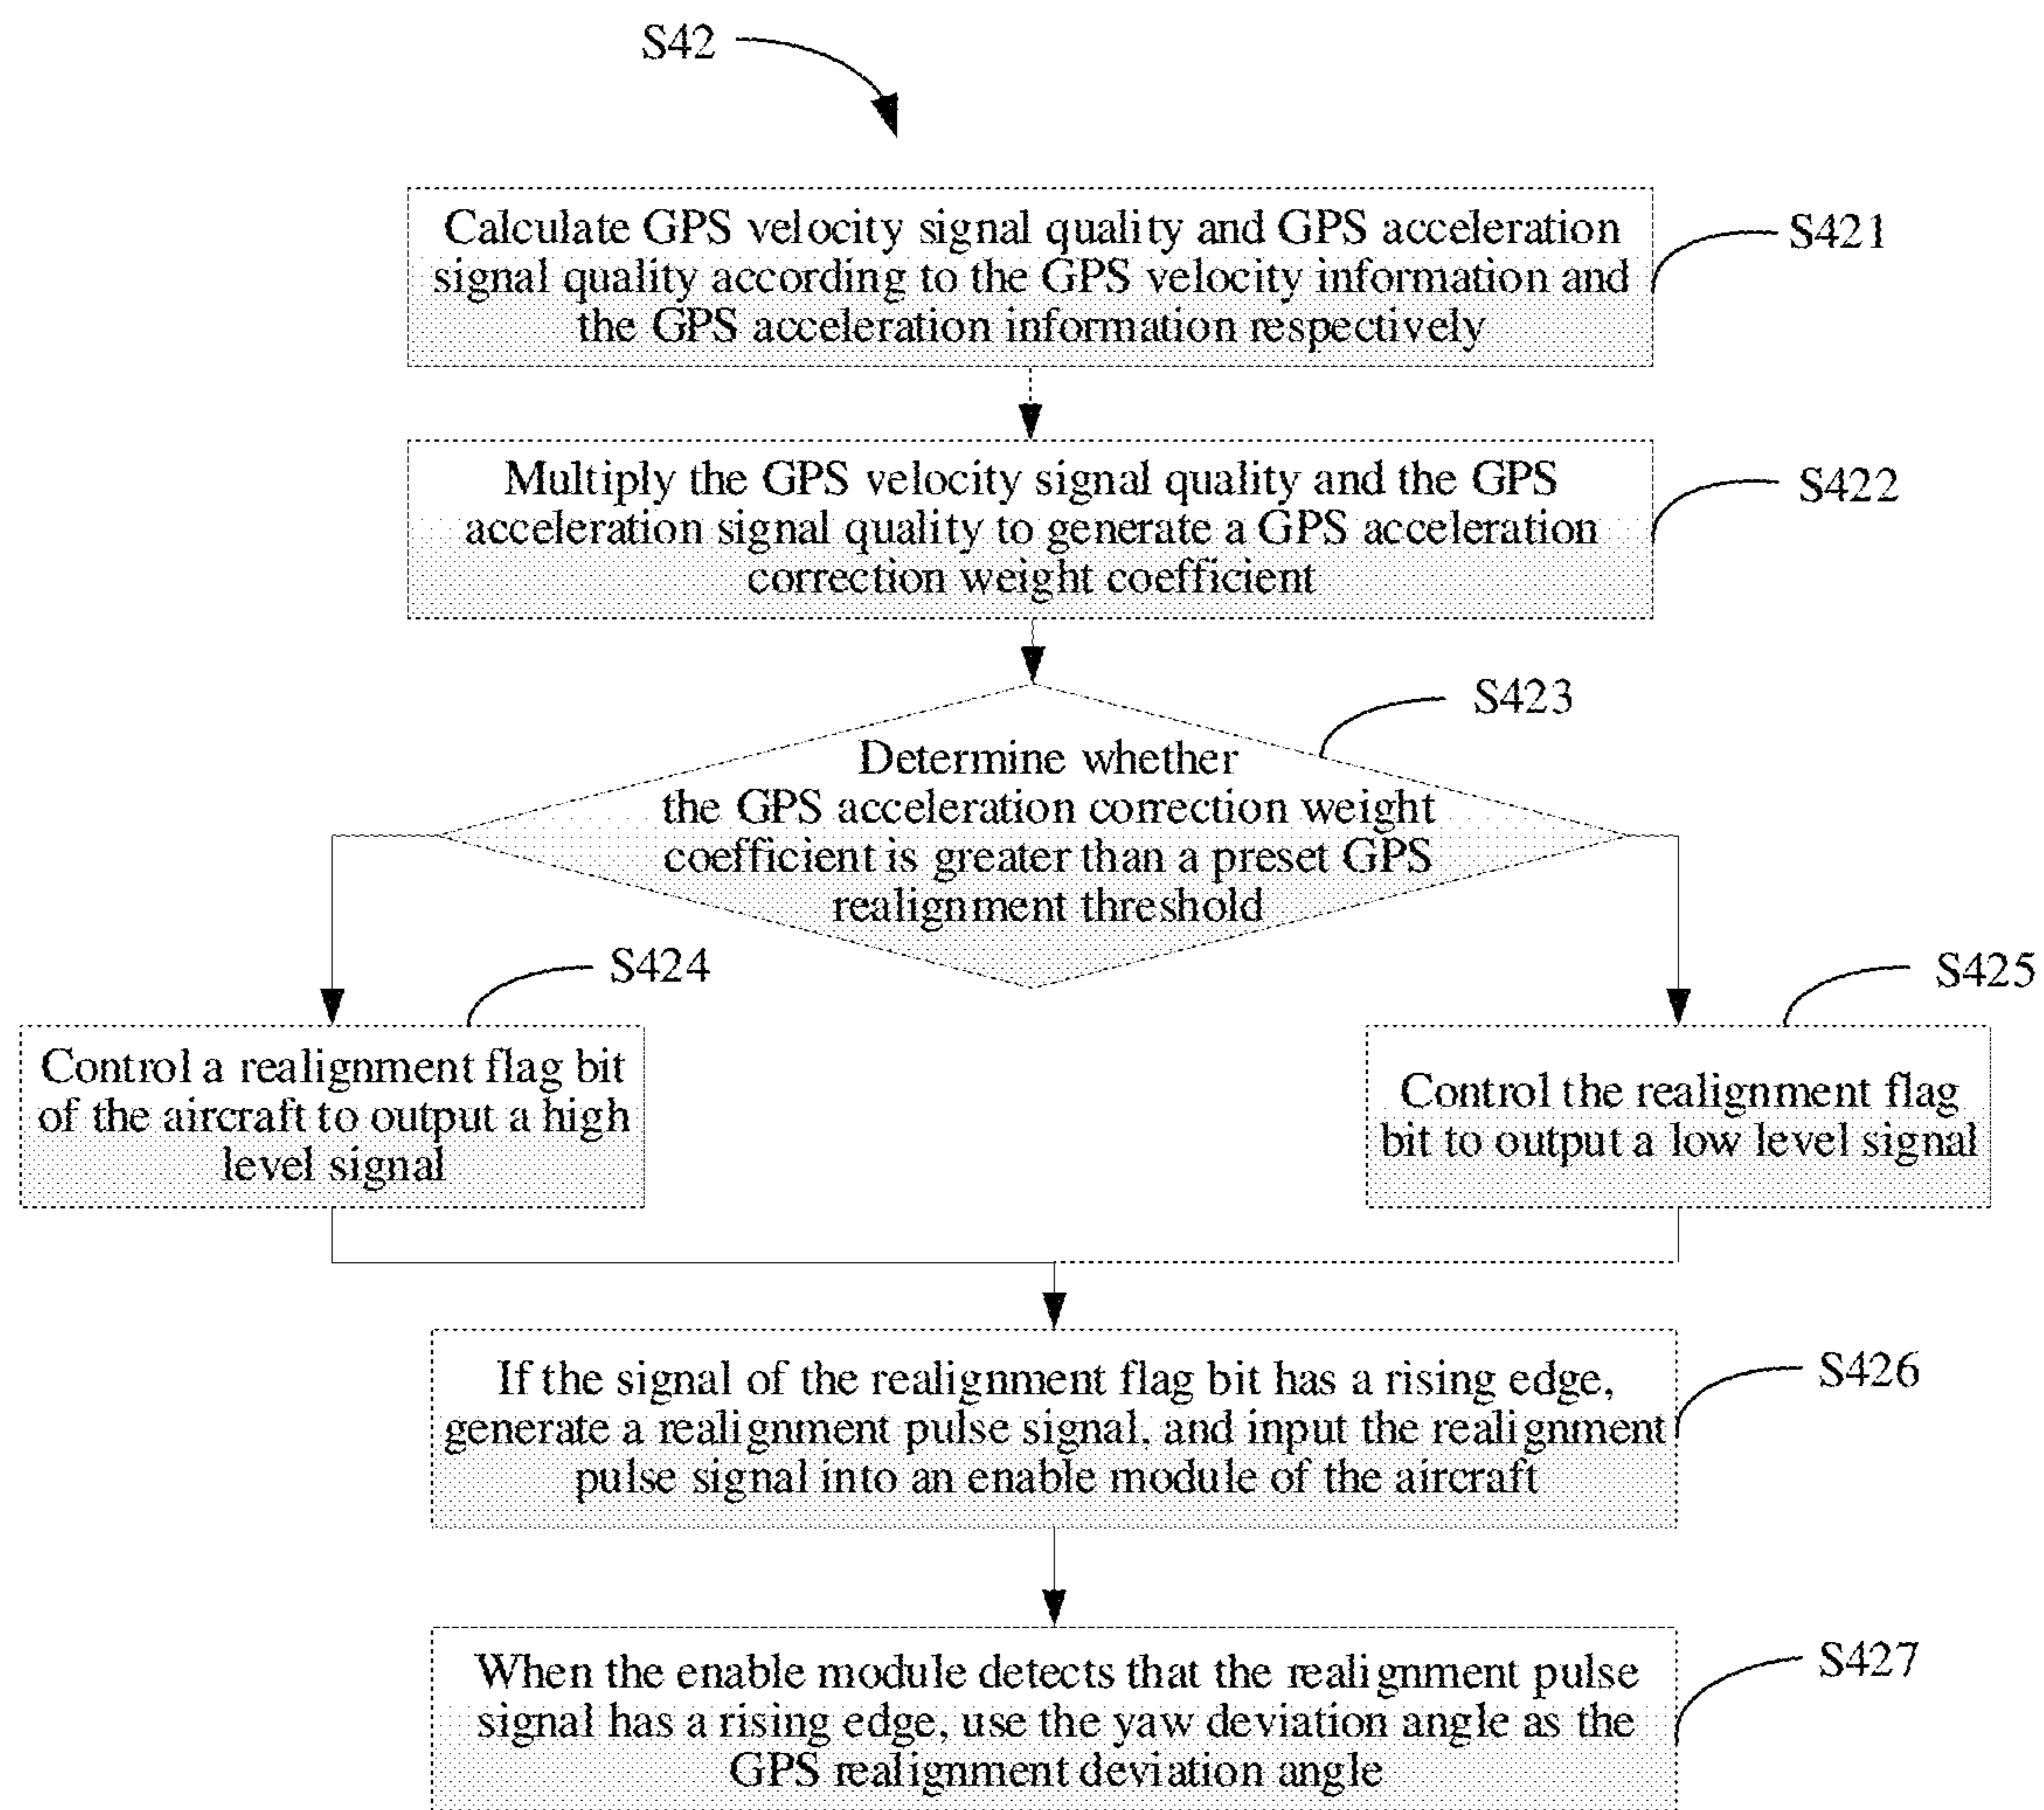 S42
Calculate GPS velocity signal quality and GPS acceleration
signal quality according to the GPS velocity information and
the GPS acceleration information respectively
S421
Multiply the GPS velocity signal quality and the GPS
acceleration signal quality to generate a GPS acceleration
correction weight coefficient
S422
S423
Determine whether
the GPS acceleration correction weight
coefficient is greater than a preset GPS
realignment threshold
S424
S425
Control a realignment flag bit
of the aircraft to output a high
level signal
Control the realignment flag
bit to output a low level signal
If the signal of the realignment flag bit has a rising edge,
generate a realignment pulse signal, and input the realignment
pulse signal into an enable module of the aircraft
S426
When the enable module detects that the realignment pulse
signal has a rising edge, use the yaw deviation angle as the
GPS realignment deviation angle
S427